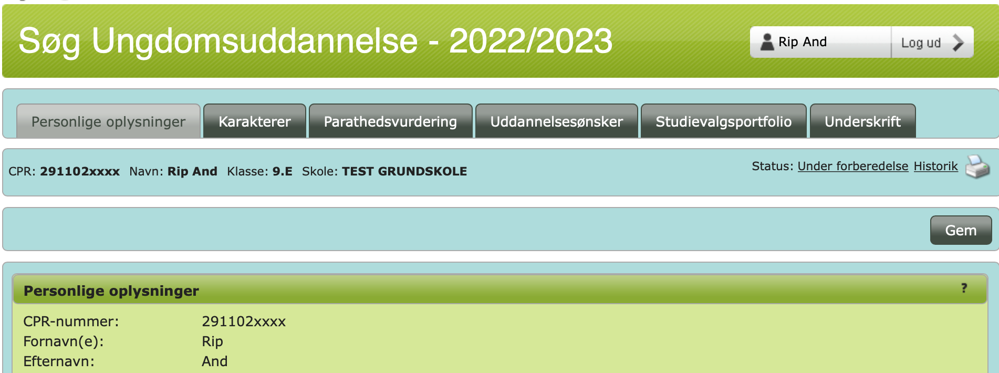 Søg Ungdomsuddannelse - 2022/2023
Rip And
Log ud
Personlige oplysninger
Karakterer
Parathedsvurdering
Uddannelsesønsker
Studievalgsportfolio
Underskrift
CPR: 291102xxxx Navn: Rip And Klasse: 9.E Skole: TEST GRUNDSKOLE
Status: Under forberedelse Historik
Gem
Personlige oplysninger ?
CPR-nummer: 291102xxxx
Fornavn(e): Rip
Efternavn: And